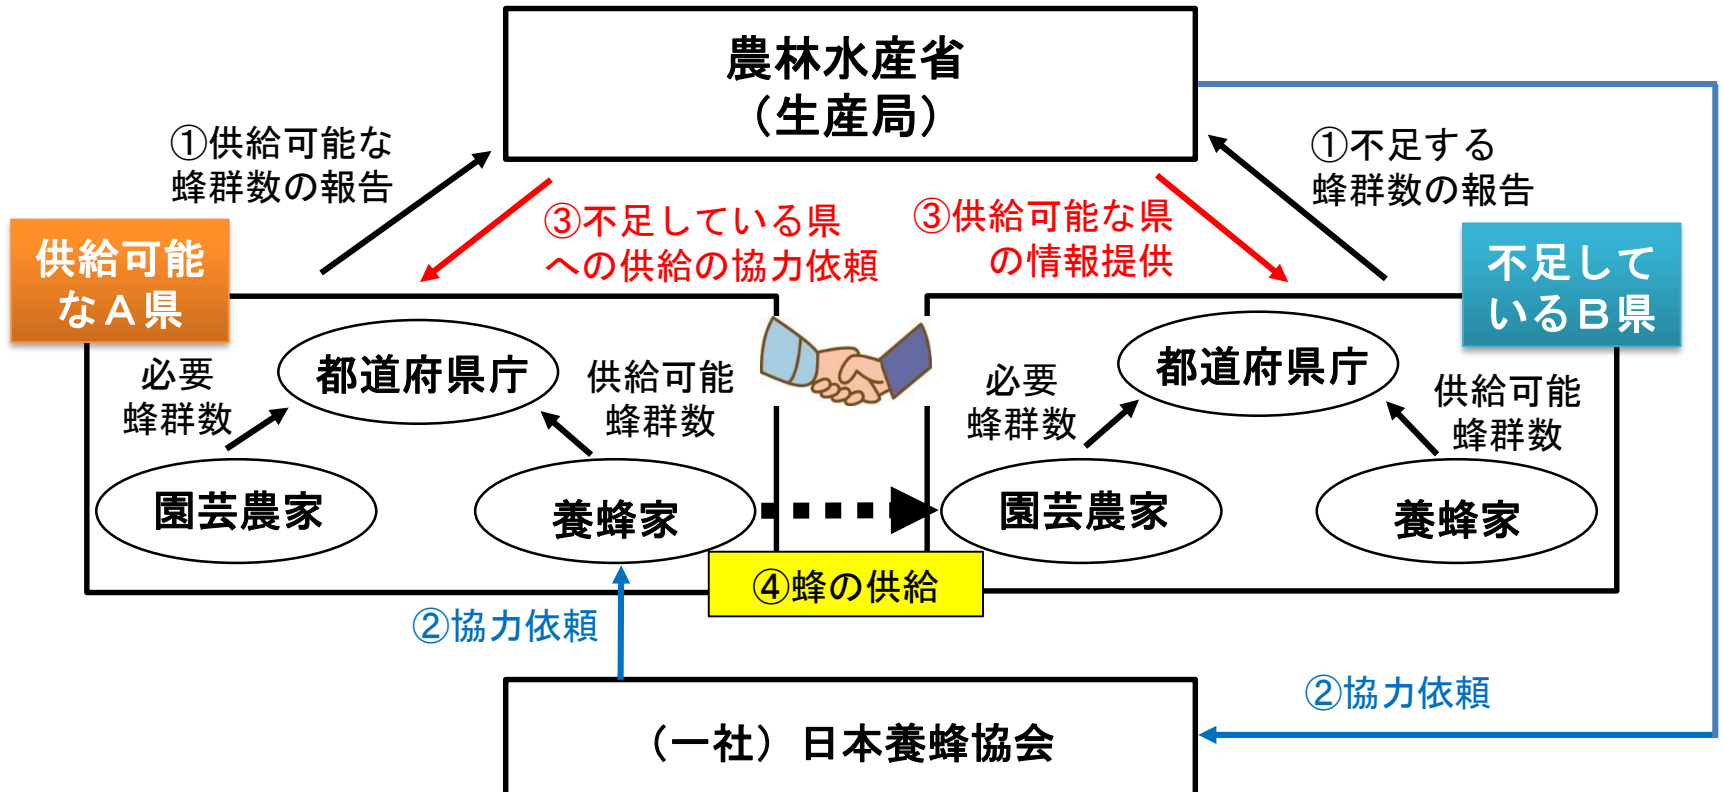 農林水産省
（生産局）
①供給可能な
蜂群数の報告
①不足する
蜂群数の報告
③不足している県
への供給の協力依頼
③供給可能な県
の情報提供
供給可能
なＡ県
不足して
いるＢ県
都道府県庁
必要
蜂群数
供給可能
蜂群数
園芸農家
養蜂家
都道府県庁
必要
蜂群数
供給可能
蜂群数
園芸農家
養蜂家
④蜂の供給
②協力依頼
②協力依頼
（一社）日本養蜂協会